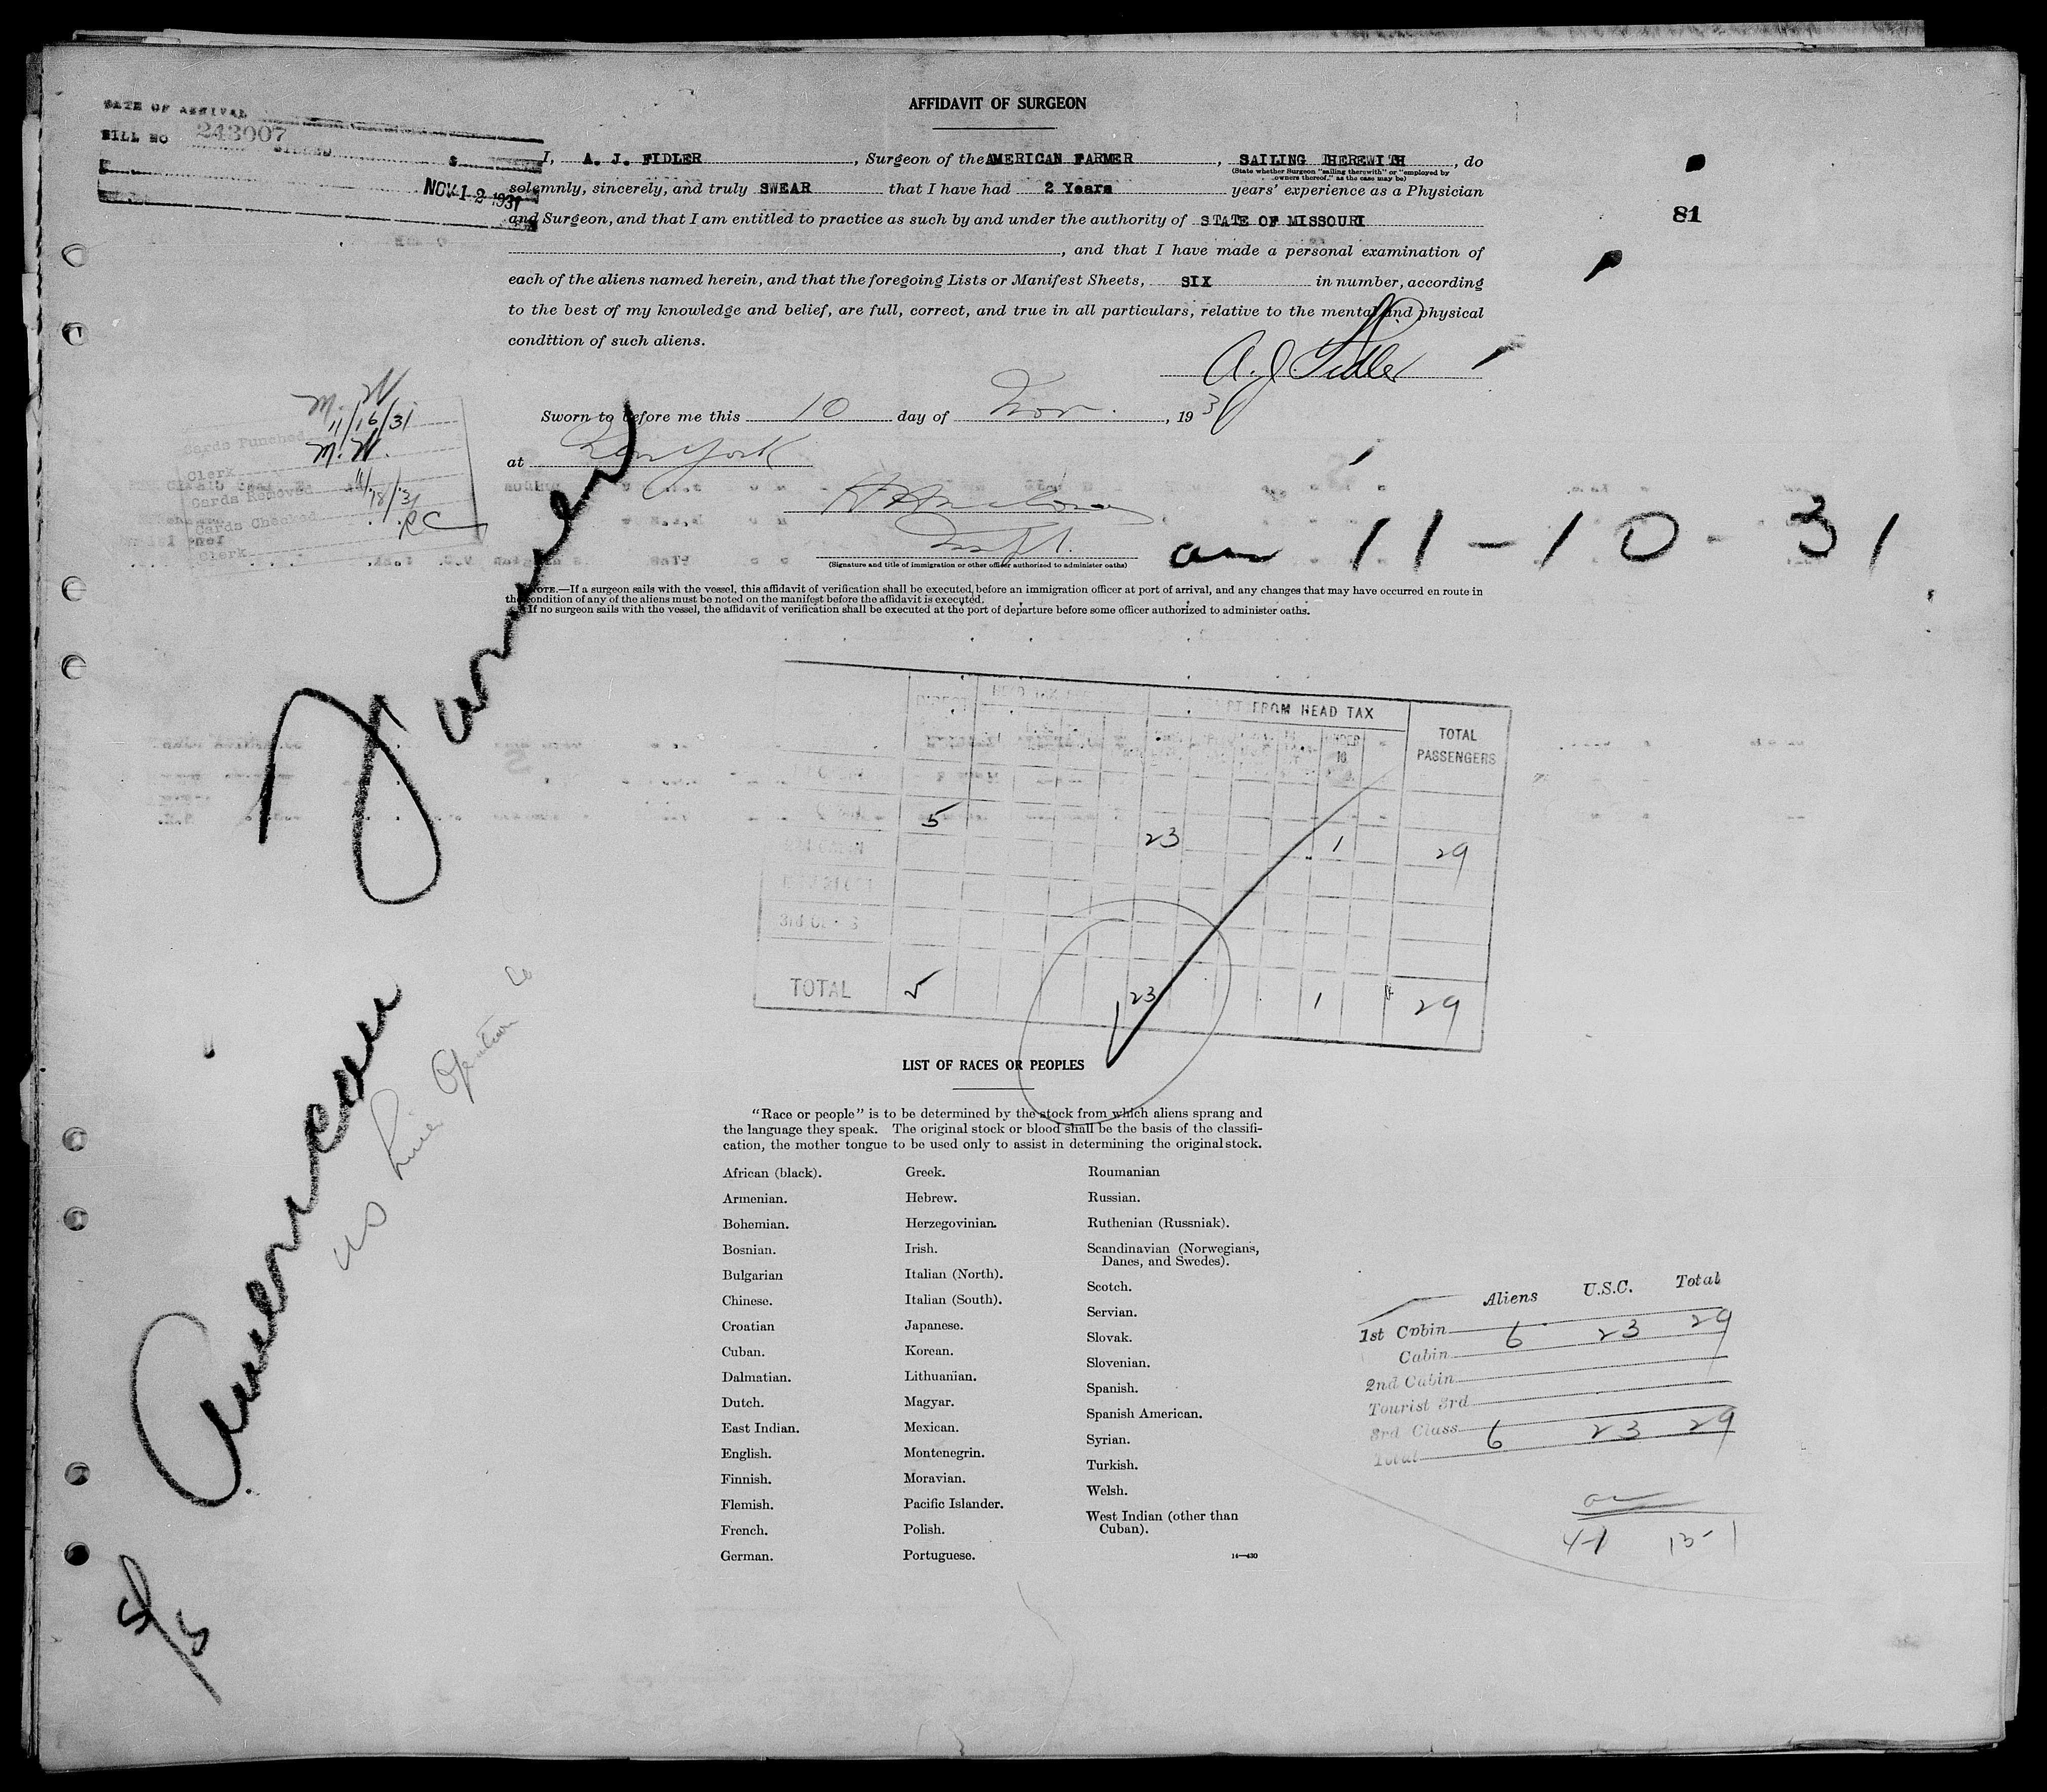 AFFIDAVIT OF SURGEON
DATE OF ARRIVAL
BILL NO 243007
NOV 12 1931
I, A. J. FIDLER, Surgeon of the AMERICAN FARMER, SAILING THEREWITH, do
(State whether Surgeon "sailing therewith" or "employed by owners thereof," as the case may be)
solemnly, sincerely, and truly SWEAR that I have had 2 Years years' experience as a Physician
and Surgeon, and that I am entitled to practice as such by and under the authority of STATE OF MISSOURI
81
, and that I have made a personal examination of
each of the aliens named herein, and that the foregoing Lists or Manifest Sheets, SIX in number, according
to the best of my knowledge and belief, are full, correct, and true in all particulars, relative to the mental and physical
condition of such aliens.
A. J. Fidler
Sworn to before me this 10 day of Nov., 1931
at New York
(Signature and title of immigration or other officer authorized to administer oaths)
11-10-31
NOTE.—If a surgeon sails with the vessel, this affidavit of verification shall be executed before an immigration officer at port of arrival, and any changes that may have occurred en route in
the condition of any of the aliens must be noted on the manifest before the affidavit is executed.
If no surgeon sails with the vessel, the affidavit of verification shall be executed at the port of departure before some officer authorized to administer oaths.
M. W.
Cards Punched 11/16/31
Clerk M. W.
Cards Removed
Cards Checked 11/18/31
Clerk RC
American Farmer
US Lines Operations Co
5/15
FROM HEAD TAX
TOTAL PASSENGERS
UNDER 16
5 23 1 29
3rd CLASS
TOTAL 5 23 1 29
LIST OF RACES OR PEOPLES
"Race or people" is to be determined by the stock from which aliens sprang and
the language they speak. The original stock or blood shall be the basis of the classifi-
cation, the mother tongue to be used only to assist in determining the original stock.
African (black).
Armenian.
Bohemian.
Bosnian.
Bulgarian
Chinese.
Croatian
Cuban.
Dalmatian.
Dutch.
East Indian.
English.
Finnish.
Flemish.
French.
German.
Greek.
Hebrew.
Herzegovinian.
Irish.
Italian (North).
Italian (South).
Japanese.
Korean.
Lithuanian.
Magyar.
Mexican.
Montenegrin.
Moravian.
Pacific Islander.
Polish.
Portuguese.
Roumanian
Russian.
Ruthenian (Russniak).
Scandinavian (Norwegians,
Danes, and Swedes).
Scotch.
Servian.
Slovak.
Slovenian.
Spanish.
Spanish American.
Syrian.
Turkish.
Welsh.
West Indian (other than
Cuban).
14—430
Aliens U.S.C. Total
1st Cabin 6 23 29
Cabin
2nd Cabin
Tourist 3rd
3rd Class
Total 6 23 29
4-1 13-1